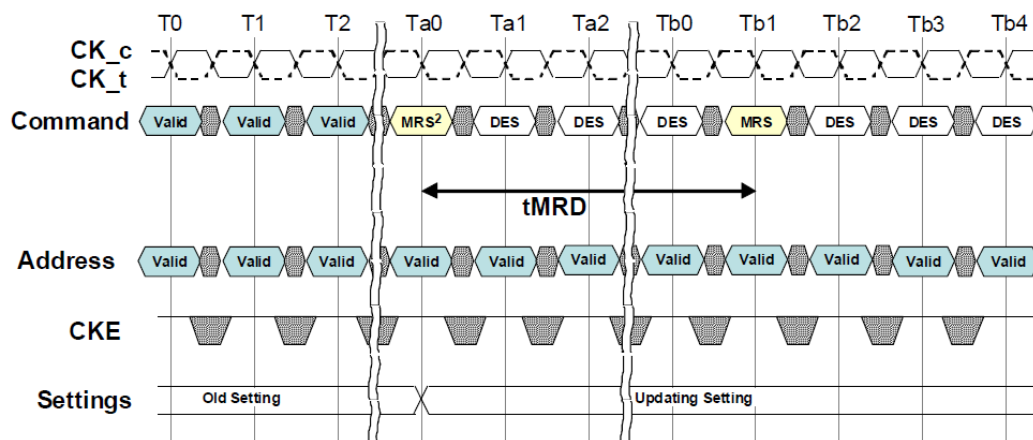 T0 T1 T2 Ta0 Ta1 Ta2 Tb0 Tb1 Tb2 Tb3 Tb4
CK_c
CK_t
Command Valid Valid Valid MRS² DES DES DES MRS DES DES DES
tMRD
Address Valid Valid Valid Valid Valid Valid Valid Valid Valid Valid Valid
CKE
Settings Old Setting Updating Setting